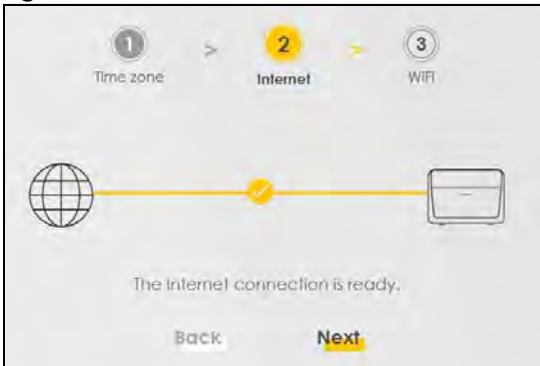 1 > 2 > 3
Time zone Internet WiFi
The Internet connection is ready.
Back Next